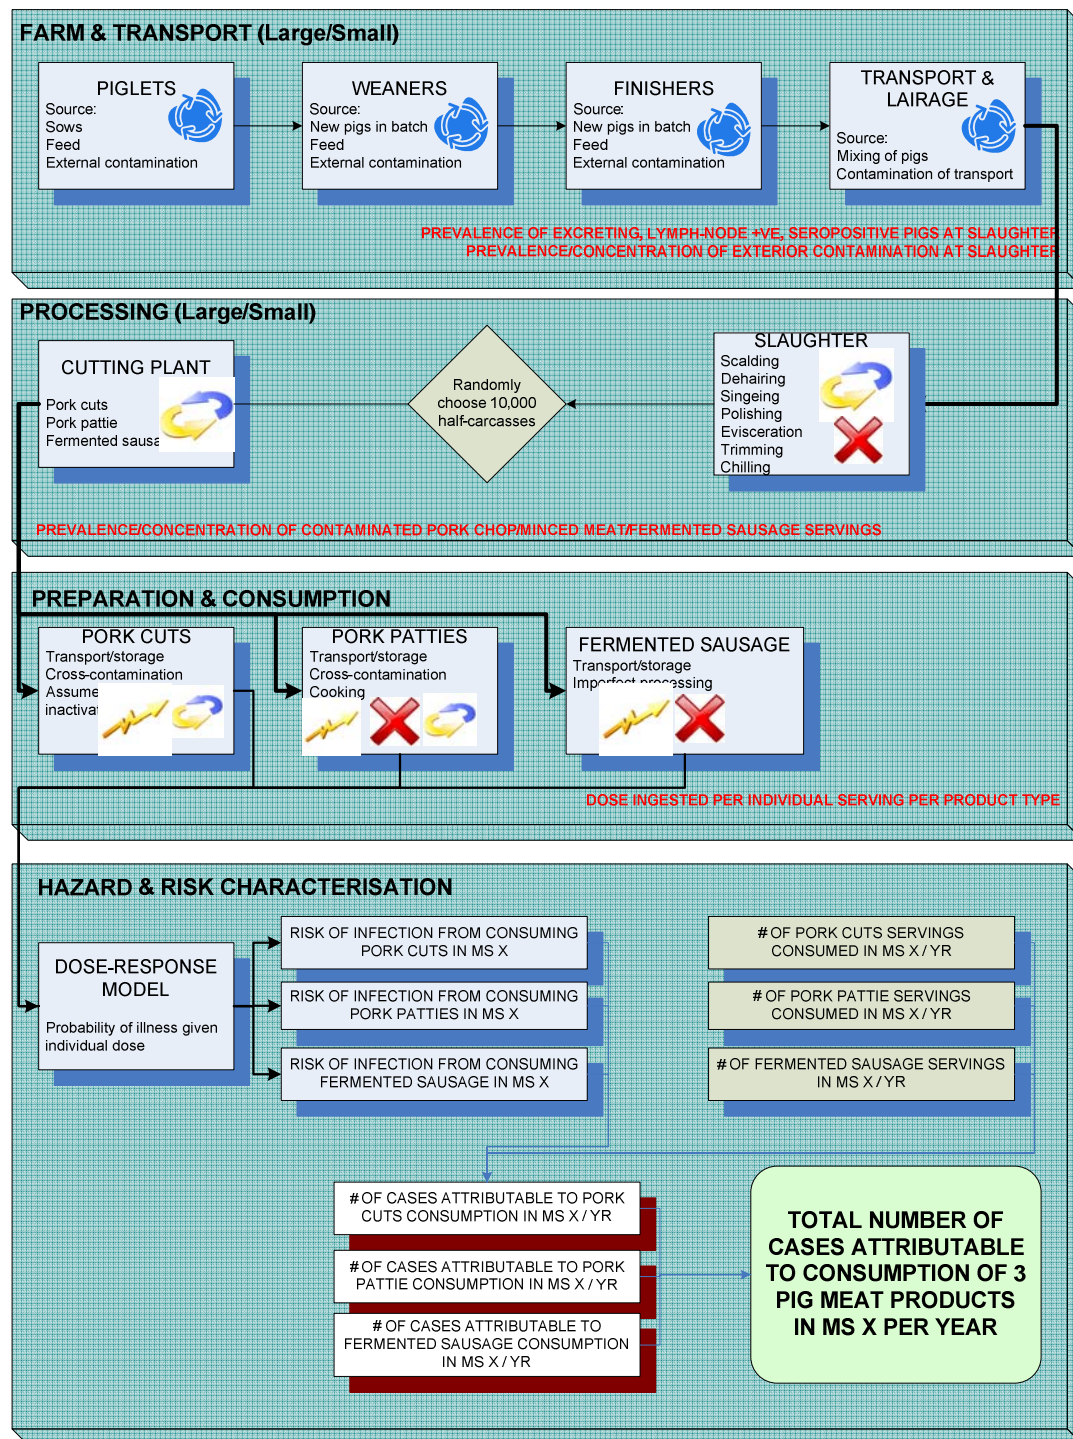 FARM & TRANSPORT (Large/Small)
PIGLETS
Source:
Sows
Feed
External contamination
WEANERS
Source:
New pigs in batch
Feed
External contamination
FINISHERS
Source:
New pigs in batch
Feed
External contamination
TRANSPORT &
LAIRAGE
Source:
Mixing of pigs
Contamination of transport
PREVALENCE OF EXCRETING, LYMPH-NODE +VE, SEROPOSITIVE PIGS AT SLAUGHTER
PREVALENCE/CONCENTRATION OF EXTERIOR CONTAMINATION AT SLAUGHTER
PROCESSING (Large/Small)
CUTTING PLANT
Pork cuts
Pork pattie
Fermented sausa
Randomly
choose 10,000
half-carcasses
SLAUGHTER
Scalding
Dehairing
Singeing
Polishing
Evisceration
Trimming
Chilling
PREVALENCE/CONCENTRATION OF CONTAMINATED PORK CHOP/MINCED MEAT/FERMENTED SAUSAGE SERVINGS
PREPARATION & CONSUMPTION
PORK CUTS
Transport/storage
Cross-contamination
Assume
inactivat
PORK PATTIES
Transport/storage
Cross-contamination
Cooking
FERMENTED SAUSAGE
Transport/storage
Imperfect processing
DOSE INGESTED PER INDIVIDUAL SERVING PER PRODUCT TYPE
HAZARD & RISK CHARACTERISATION
DOSE-RESPONSE
MODEL
Probability of illness given
individual dose
RISK OF INFECTION FROM CONSUMING
PORK CUTS IN MS X
RISK OF INFECTION FROM CONSUMING
PORK PATTIES IN MS X
RISK OF INFECTION FROM CONSUMING
FERMENTED SAUSAGE IN MS X
# OF PORK CUTS SERVINGS
CONSUMED IN MS X / YR
# OF PORK PATTIE SERVINGS
CONSUMED IN MS X / YR
# OF FERMENTED SAUSAGE SERVINGS
IN MS X / YR
# OF CASES ATTRIBUTABLE TO PORK
CUTS CONSUMPTION IN MS X / YR
# OF CASES ATTRIBUTABLE TO PORK
PATTIE CONSUMPTION IN MS X / YR
# OF CASES ATTRIBUTABLE TO
FERMENTED SAUSAGE CONSUMPTION
IN MS X / YR
TOTAL NUMBER OF
CASES ATTRIBUTABLE
TO CONSUMPTION OF 3
PIG MEAT PRODUCTS
IN MS X PER YEAR